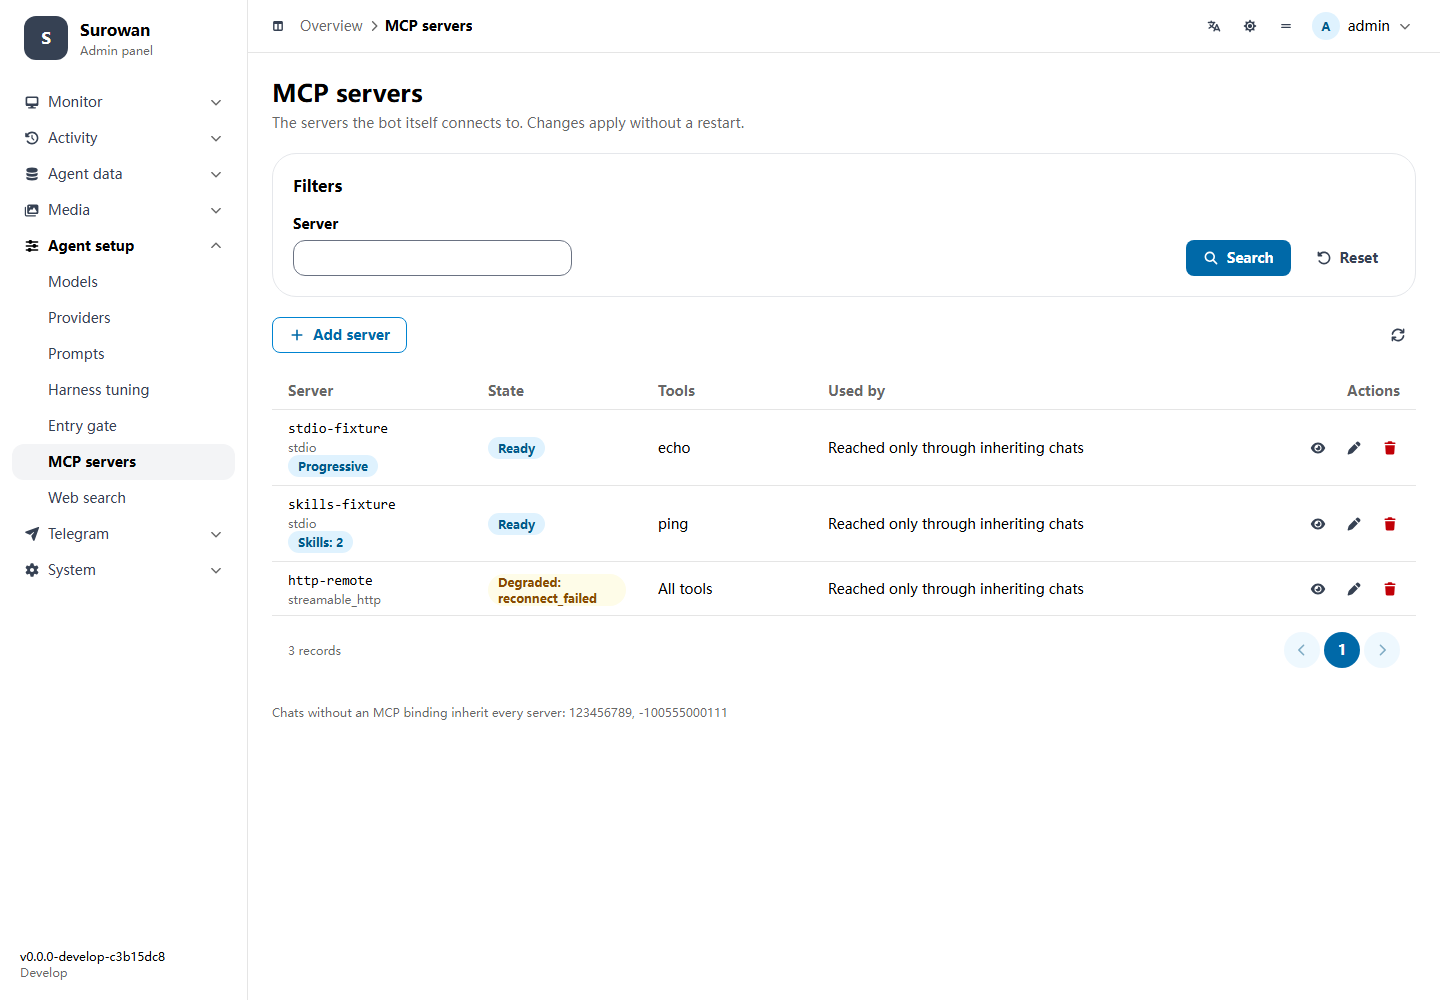 S
Surowan
Admin panel
Monitor
Activity
Agent data
Media
Agent setup
Models
Providers
Prompts
Harness tuning
Entry gate
MCP servers
Web search
Telegram
System
v0.0.0-develop-c3b15dc8
Develop
Overview > MCP servers
A admin
MCP servers
The servers the bot itself connects to. Changes apply without a restart.
Filters
Server
Search Reset
Add server
Server State Tools Used by Actions
stdio-fixture
stdio
Progressive
Ready
echo
Reached only through inheriting chats
skills-fixture
stdio
Skills: 2
Ready
ping
Reached only through inheriting chats
http-remote
streamable_http
Degraded:
reconnect_failed
All tools
Reached only through inheriting chats
3 records
1
Chats without an MCP binding inherit every server: 123456789, -100555000111